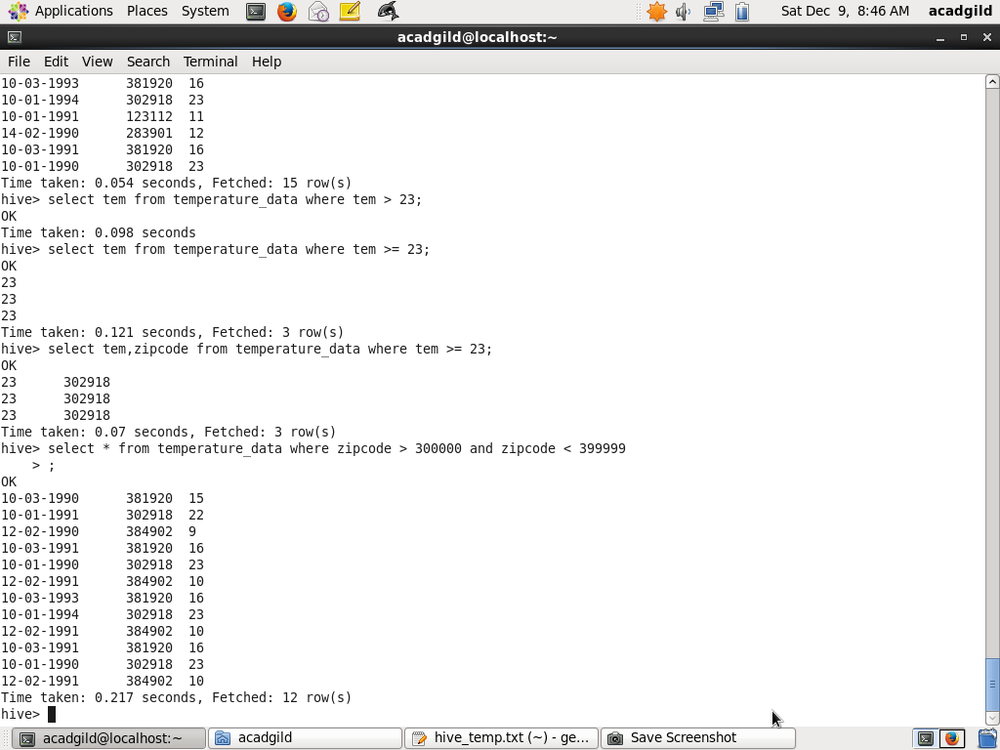 Applications Places System Sat Dec 9, 8:46 AM acadgild
acadgild@localhost:~
File Edit View Search Terminal Help
10-03-1993 381920 16
10-01-1994 302918 23
10-01-1991 123112 11
14-02-1990 283901 12
10-03-1991 381920 16
10-01-1990 302918 23
Time taken: 0.054 seconds, Fetched: 15 row(s)
hive> select tem from temperature_data where tem > 23;
OK
Time taken: 0.098 seconds
hive> select tem from temperature_data where tem >= 23;
OK
23
23
23
Time taken: 0.121 seconds, Fetched: 3 row(s)
hive> select tem,zipcode from temperature_data where tem >= 23;
OK
23 302918
23 302918
23 302918
Time taken: 0.07 seconds, Fetched: 3 row(s)
hive> select * from temperature_data where zipcode > 300000 and zipcode < 399999
> ;
OK
10-03-1990 381920 15
10-01-1991 302918 22
12-02-1990 384902 9
10-03-1991 381920 16
10-01-1990 302918 23
12-02-1991 384902 10
10-03-1993 381920 16
10-01-1994 302918 23
12-02-1991 384902 10
10-03-1991 381920 16
10-01-1990 302918 23
12-02-1991 384902 10
Time taken: 0.217 seconds, Fetched: 12 row(s)
hive>
acadgild@localhost:~ acadgild hive_temp.txt (~) - ge... Save Screenshot